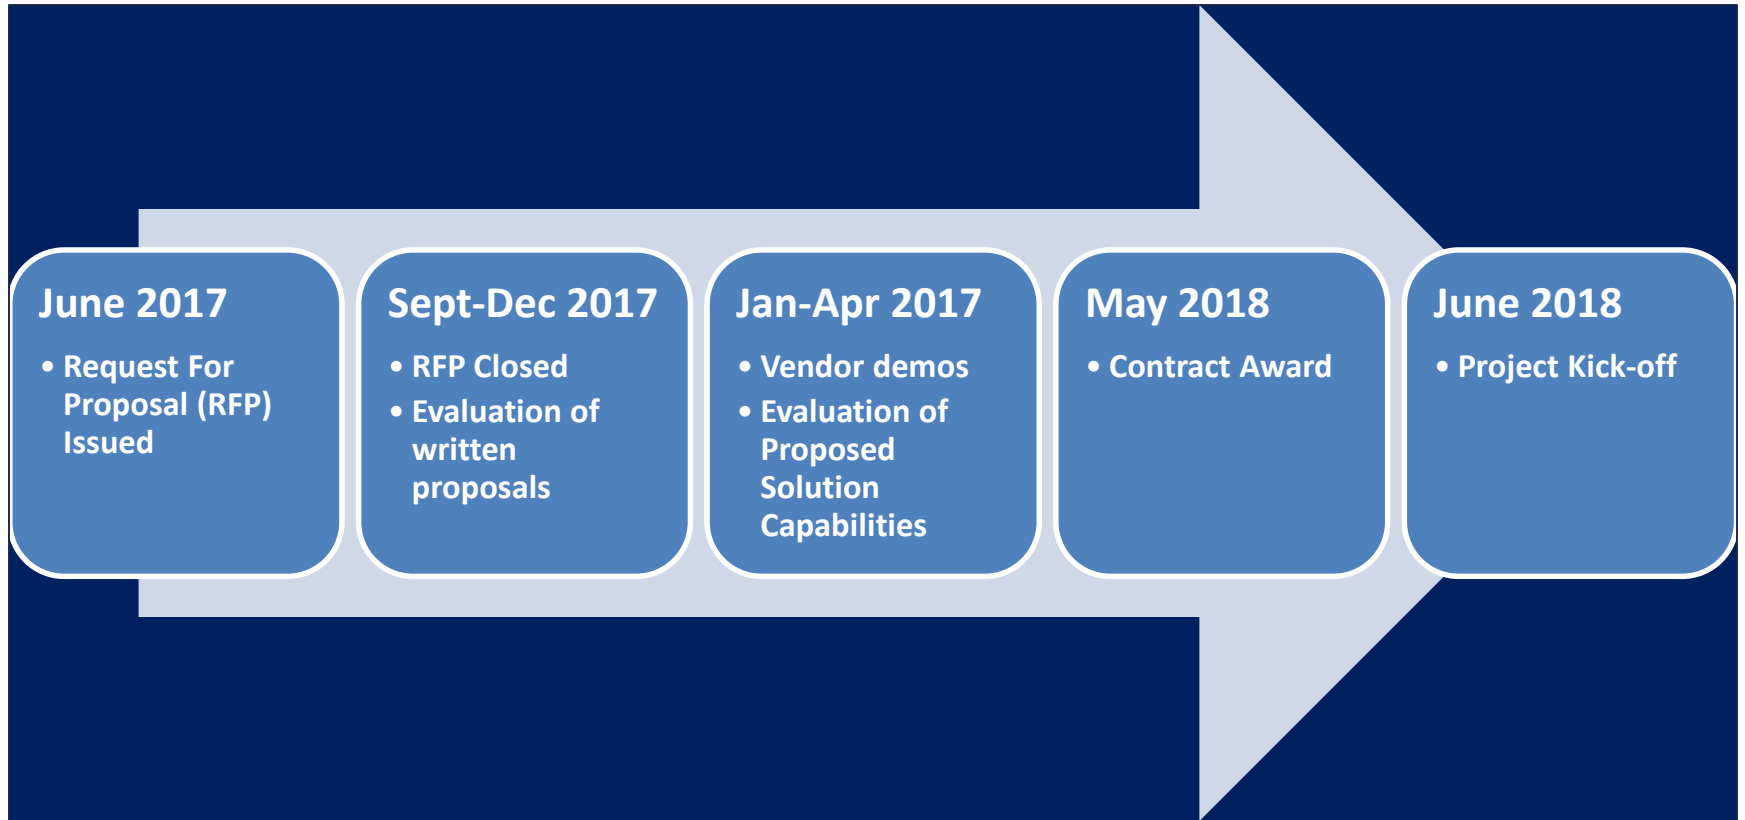 June 2017
• Request For
Proposal (RFP)
Issued
Sept-Dec 2017
• RFP Closed
• Evaluation of
written
proposals
Jan-Apr 2017
• Vendor demos
• Evaluation of
Proposed
Solution
Capabilities
May 2018
• Contract Award
June 2018
• Project Kick-off